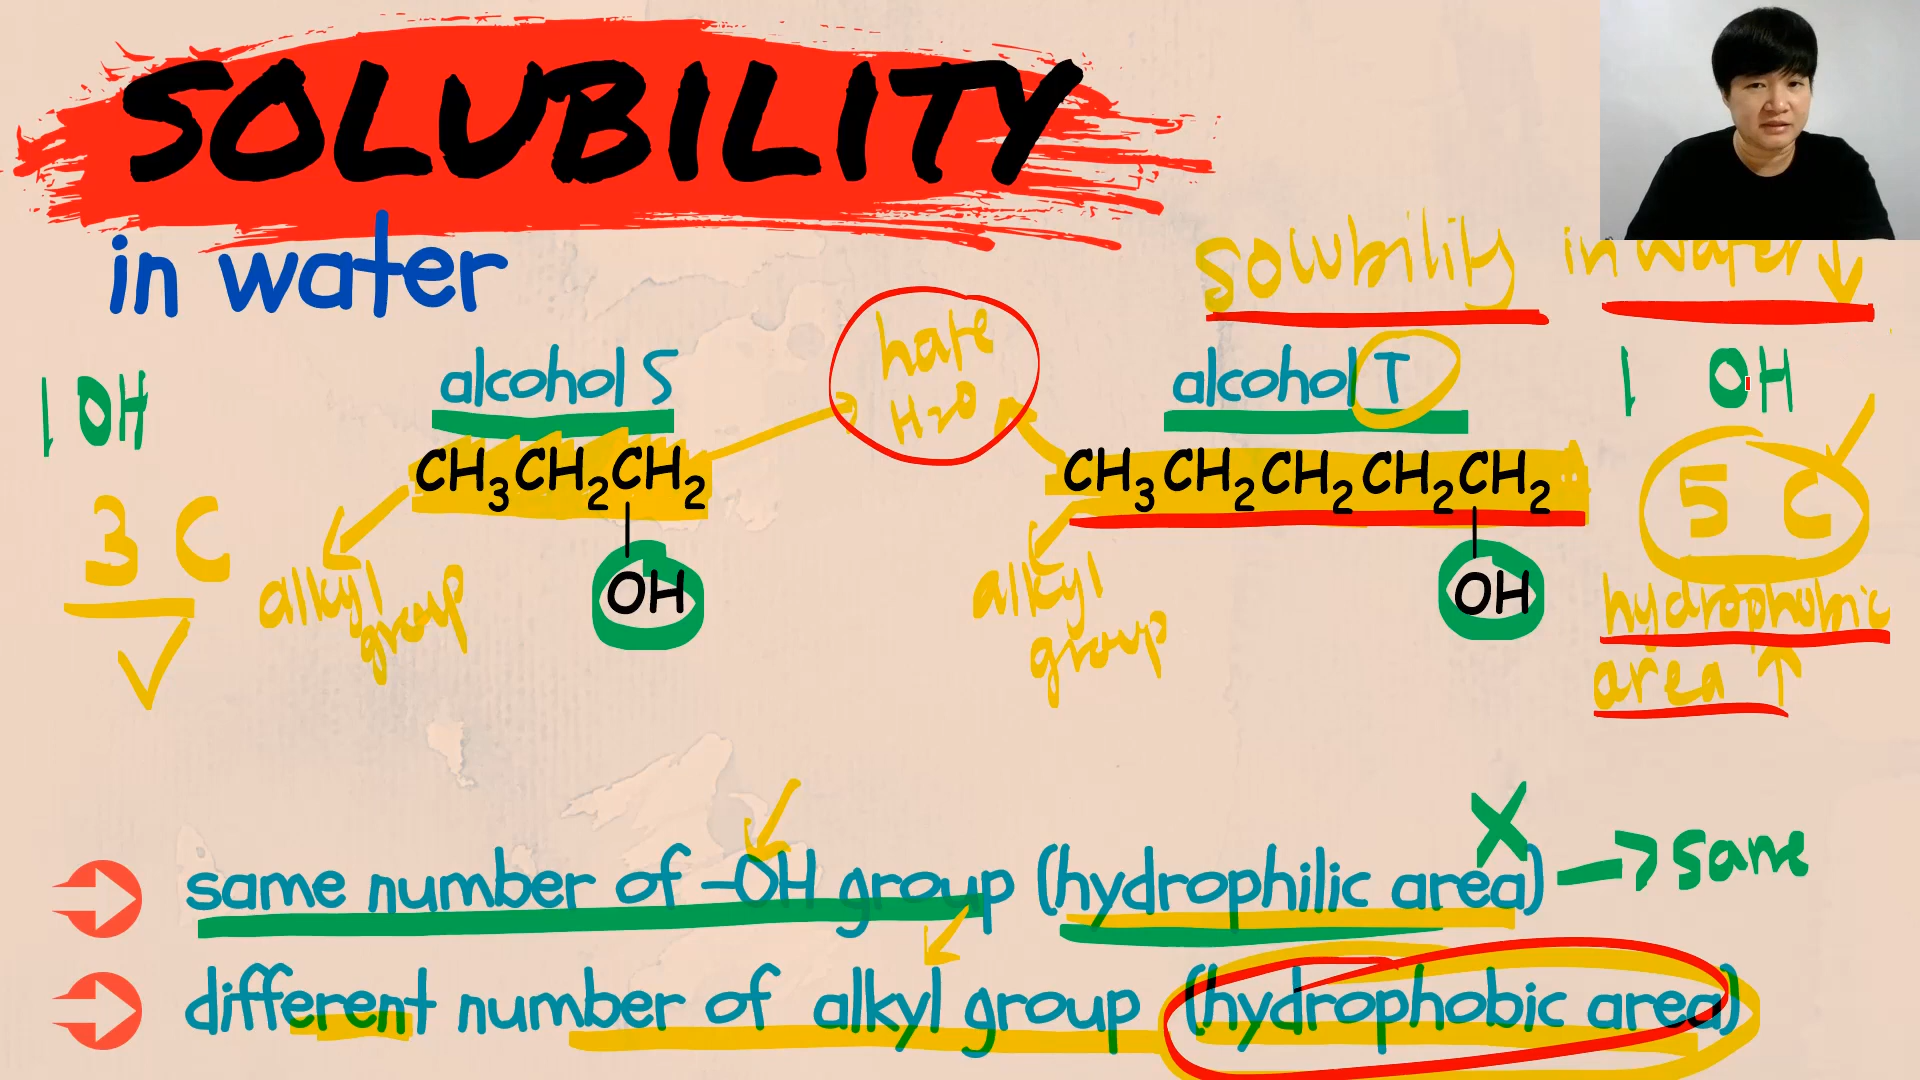 SOLUBILITY
in water
solubility in water ↓
hate
H2O
alcohol S
alcohol T
1 OH
1 OH
CH₃CH₂CH₂
CH₃CH₂CH₂CH₂CH₂
3 C
5 C
alkyl
group
OH
alkyl
group
OH
hydrophobic
area ↑
same number of -OH group (hydrophilic area) → same
different number of alkyl group (hydrophobic area)